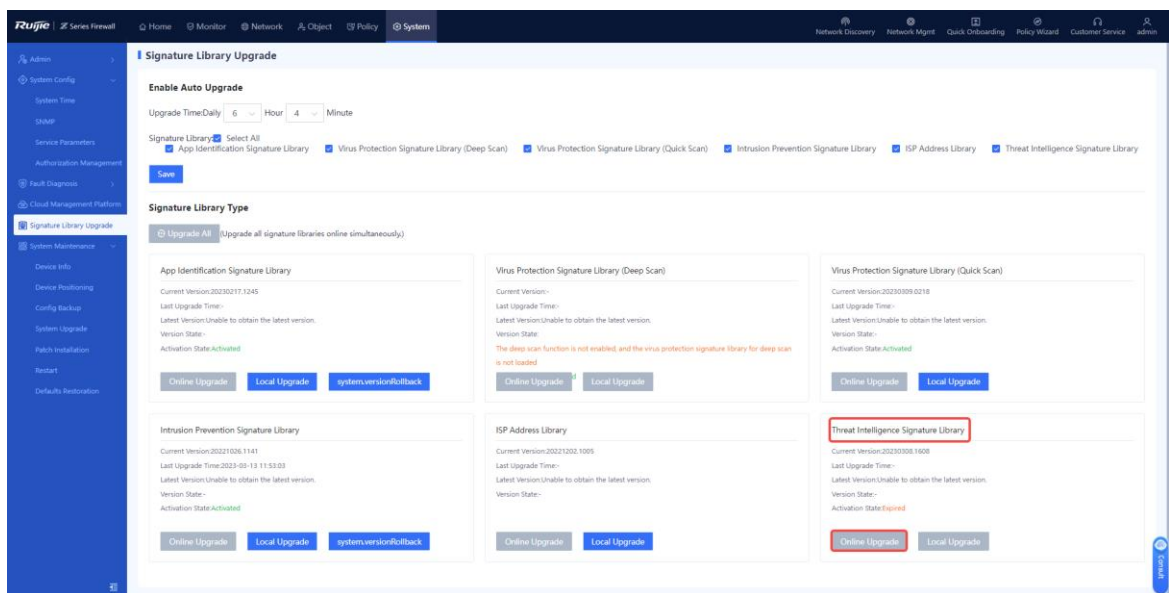 Ruijie | Z Series Firewall
Home Monitor Network Object Policy System
Network Discovery Network Mgmt Quick Onboarding Policy Wizard Customer Service admin
Admin
System Config
System Time
SNMP
Service Parameters
Authorization Management
Fault Diagnosis
Cloud Management Platform
Signature Library Upgrade
System Maintenance
Device Info
Device Positioning
Config Backup
System Upgrade
Patch Installation
Restart
Defaults Restoration
Signature Library Upgrade
Enable Auto Upgrade
Upgrade Time:Daily 6 Hour 4 Minute
Signature Library: Select All
App Identification Signature Library Virus Protection Signature Library (Deep Scan) Virus Protection Signature Library (Quick Scan) Intrusion Prevention Signature Library ISP Address Library Threat Intelligence Signature Library
Save
Signature Library Type
Upgrade All (Upgrade all signature libraries online simultaneously.)
App Identification Signature Library
Current Version:20230217.1245
Last Upgrade Time:-
Latest Version:Unable to obtain the latest version.
Version State:-
Activation State:Activated
Online Upgrade Local Upgrade system.versionRollback
Virus Protection Signature Library (Deep Scan)
Current Version:-
Last Upgrade Time:-
Latest Version:Unable to obtain the latest version.
Version State:
The deep scan function is not enabled, and the virus protection signature library for deep scan
is not loaded
Online Upgrade Local Upgrade
Virus Protection Signature Library (Quick Scan)
Current Version:20230309.0218
Last Upgrade Time:-
Latest Version:Unable to obtain the latest version.
Version State:-
Activation State:Activated
Online Upgrade Local Upgrade
Intrusion Prevention Signature Library
Current Version:20221026.1141
Last Upgrade Time:2023-03-13 11:53:03
Latest Version:Unable to obtain the latest version.
Version State:-
Activation State:Activated
Online Upgrade Local Upgrade system.versionRollback
ISP Address Library
Current Version:20221202.1005
Last Upgrade Time:-
Latest Version:Unable to obtain the latest version.
Version State:-
Online Upgrade Local Upgrade
Threat Intelligence Signature Library
Current Version:20230308.1608
Last Upgrade Time:-
Latest Version:Unable to obtain the latest version.
Version State:-
Activation State:Expired
Online Upgrade Local Upgrade
Consult